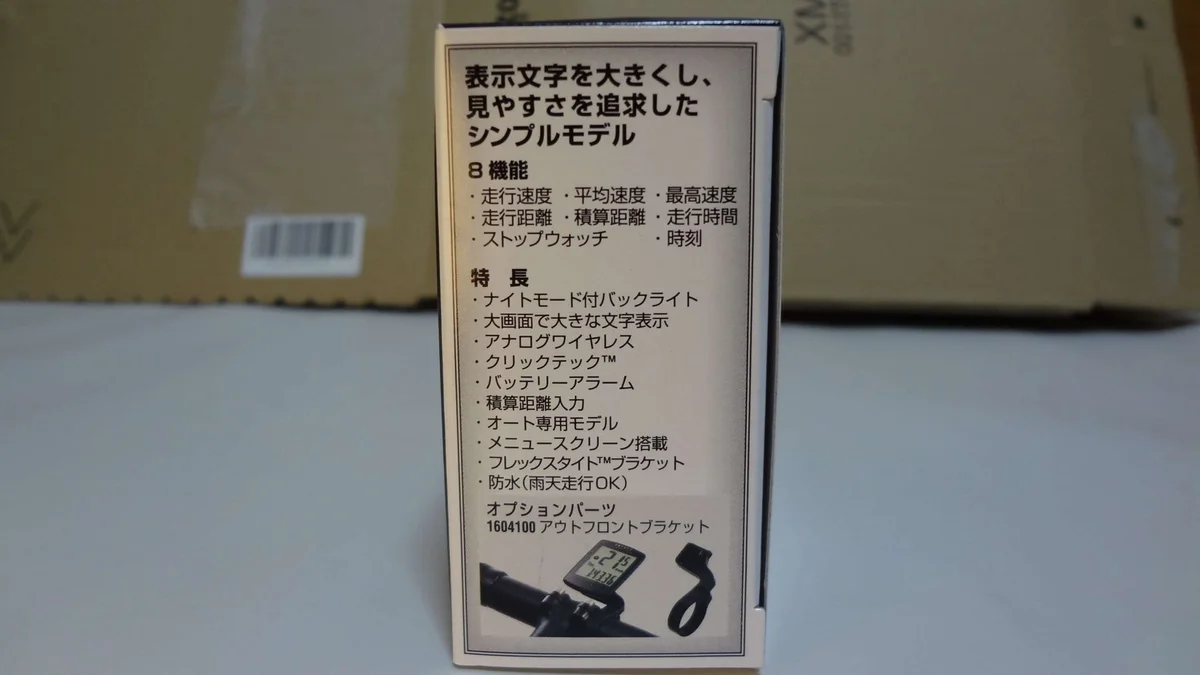 表示文字を大きくし、
見やすさを追求した
シンプルモデル
8機能
・走行速度 ・平均速度 ・最高速度
・走行距離 ・積算距離 ・走行時間
・ストップウォッチ ・時刻
特 長
・ナイトモード付バックライト
・大画面で大きな文字表示
・アナログワイヤレス
・クリックテック™
・バッテリーアラーム
・積算距離入力
・オート専用モデル
・メニュースクリーン搭載
・フレックスタイト™ブラケット
・防水(雨天走行OK)
オプションパーツ
1604100 アウトフロントブラケット
XM